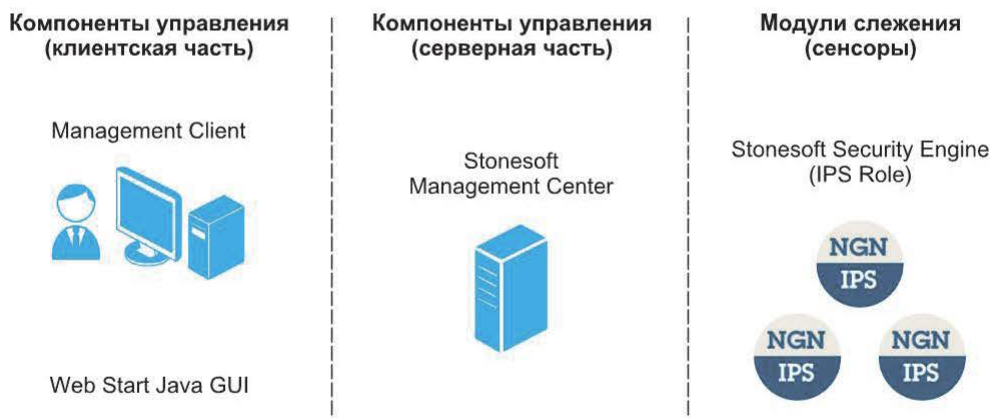 Компоненты управления
(клиентская часть)
Management Client
Web Start Java GUI
Компоненты управления
(серверная часть)
Stonesoft
Management Center
Модули слежения
(сенсоры)
Stonesoft Security Engine
(IPS Role)
NGN
IPS
NGN
IPS
NGN
IPS